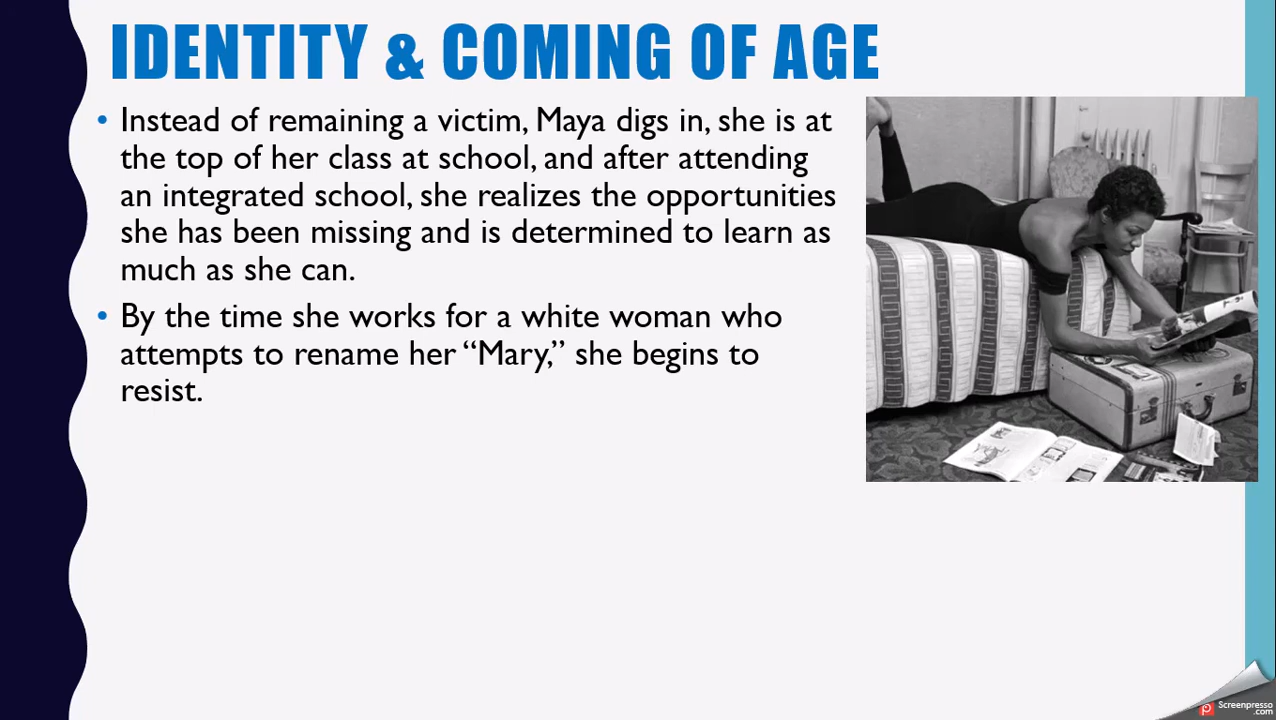 IDENTITY & COMING OF AGE
• Instead of remaining a victim, Maya digs in, she is at
the top of her class at school, and after attending
an integrated school, she realizes the opportunities
she has been missing and is determined to learn as
much as she can.
• By the time she works for a white woman who
attempts to rename her “Mary,” she begins to
resist.
Screenpresso
.com